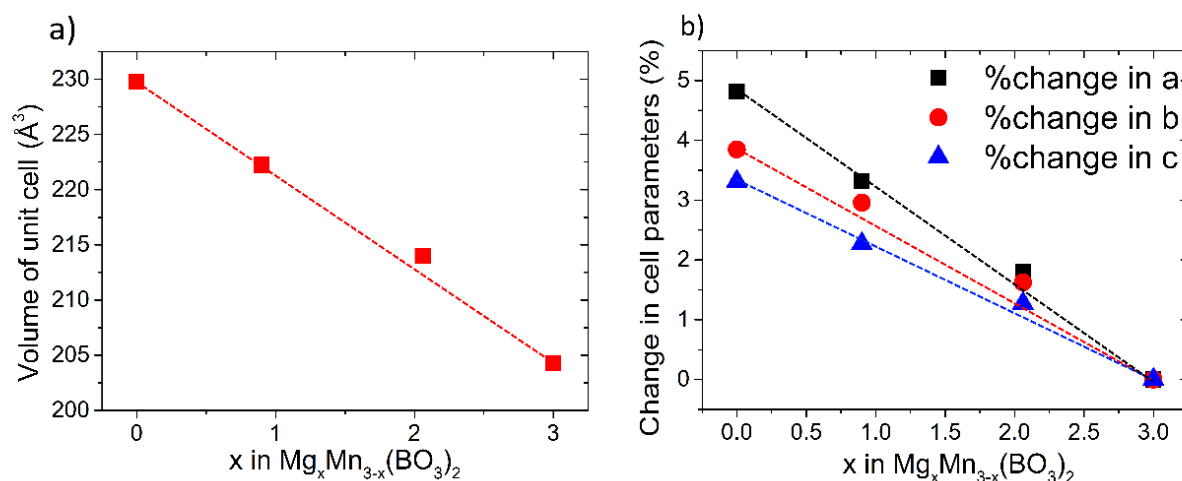 a)
230
225
220
215
210
205
200
0
1
2
3
Volume of unit cell (Å³)
x in MgₓMn₃₋ₓ(BO₃)₂
b)
5
4
3
2
1
0
0.0
0.5
1.0
1.5
2.0
2.5
3.0
Change in cell parameters (%)
x in MgₓMn₃₋ₓ(BO₃)₂
%change in a-
%change in b
%change in c